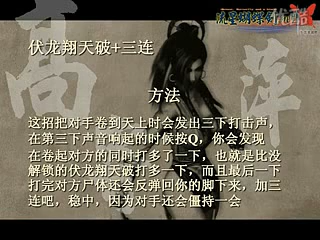 伏龙翔天破+三连
方法
这招把对手卷到天上时会发出三下打击声，
在第三下声音响起的时候按Q，你会发现
在卷起对方的同时打多了一下，也就是比没
解锁的伏龙翔天破打多一下，而且最后一下
打完对方尸体还会反弹回你的脚下来，加三
连吧，稳中，因为对手还会僵持一会
高
萍
优酷